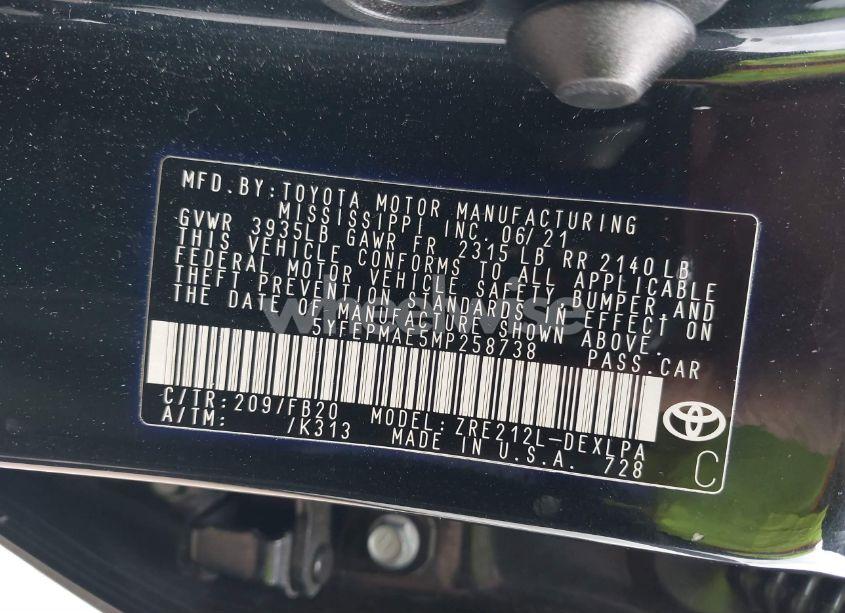 MFD.BY:TOYOTA MOTOR MANUFACTURING
MISSISSIPPI, INC.06/21
GVWR 3935LB GAWR FR 2315 LB RR 2140 LB
THIS VEHICLE CONFORMS TO ALL APPLICABLE
FEDERAL MOTOR VEHICLE SAFETY, BUMPER, AND
THEFT PREVENTION STANDARDS IN EFFECT ON
THE DATE OF MANUFACTURE SHOWN ABOVE.
5YFEPMAE5MP258738 PASS.CAR
C/TR:209/FB20 MODEL:ZRE212L-DEXLPA
A/TM: /K313 MADE IN U.S.A. 728
C
wheelwise